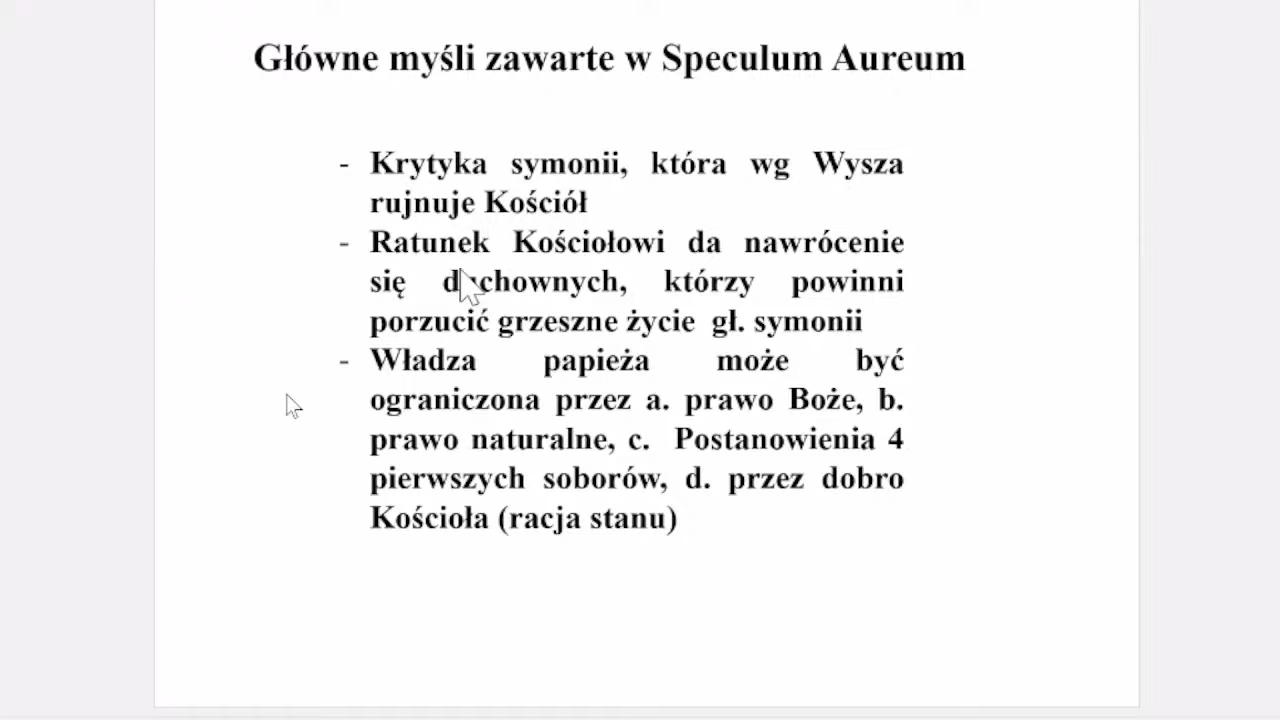 Główne myśli zawarte w Speculum Aureum
- Krytyka symonii, która wg Wysza
rujnuje Kościół
- Ratunek Kościołowi da nawrócenie
się duchownych, którzy powinni
porzucić grzeszne życie gł. symonii
- Władza papieża może być
ograniczona przez a. prawo Boże, b.
prawo naturalne, c. Postanowienia 4
pierwszych soborów, d. przez dobro
Kościoła (racja stanu)